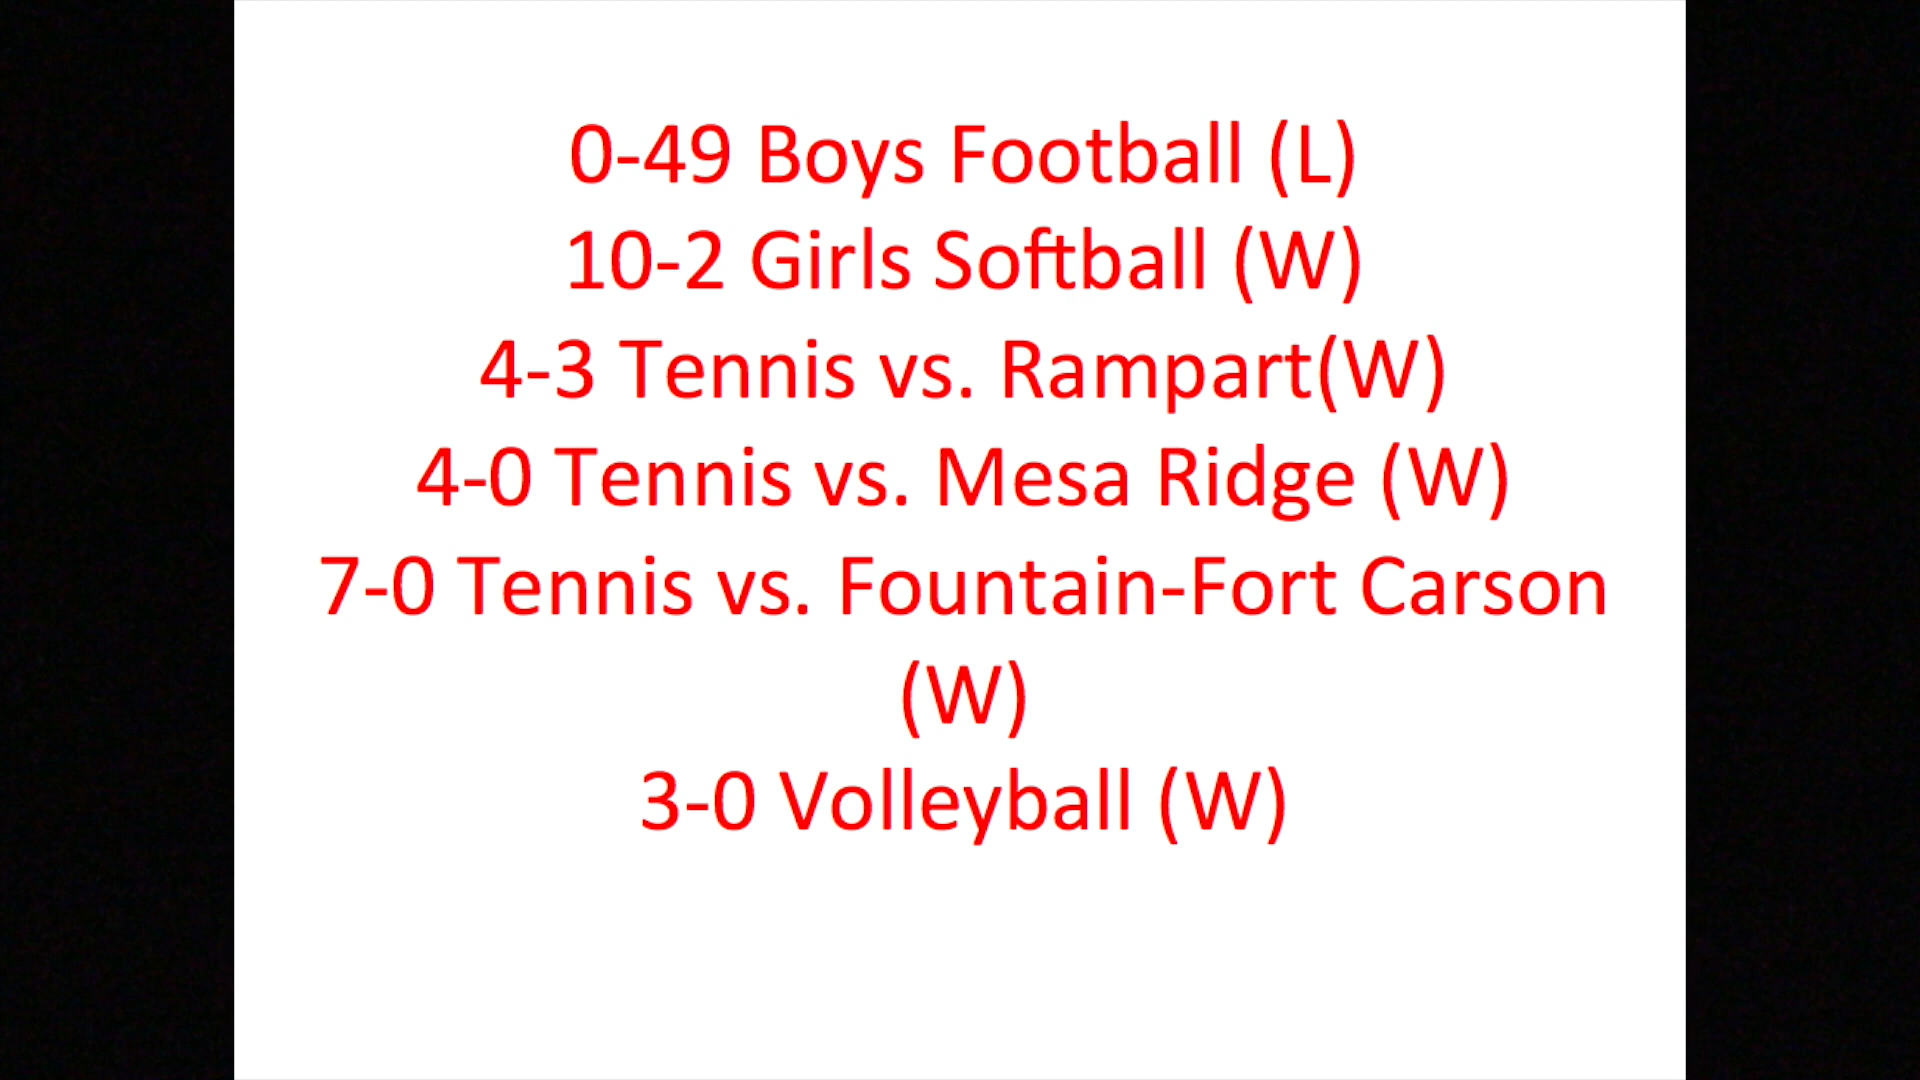 0-49 Boys Football (L)
10-2 Girls Softball (W)
4-3 Tennis vs. Rampart(W)
4-0 Tennis vs. Mesa Ridge (W)
7-0 Tennis vs. Fountain-Fort Carson
(W)
3-0 Volleyball (W)